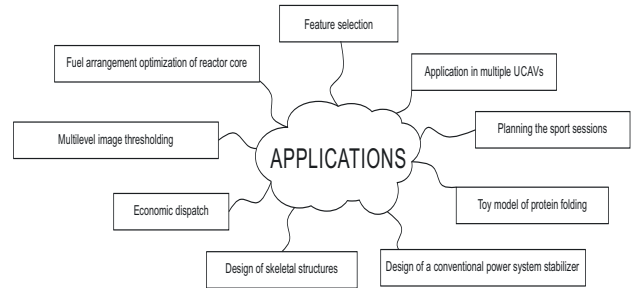 Feature selection
Fuel arrangement optimization of reactor core
Application in multiple UCAVs
Multilevel image thresholding
Planning the sport sessions
APPLICATIONS
Economic dispatch
Toy model of protein folding
Design of skeletal structures
Design of a conventional power system stabilizer